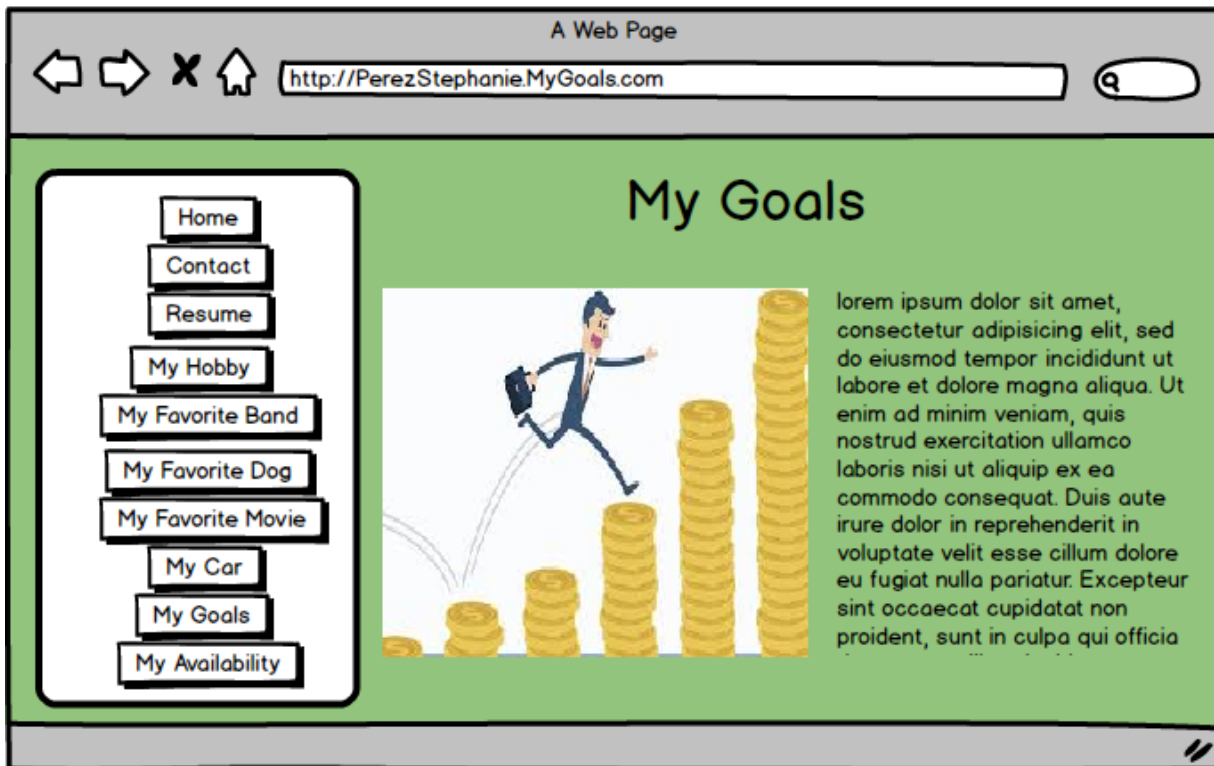 A Web Page
http://PerezStephanie.MyGoals.com
Home
Contact
Resume
My Hobby
My Favorite Band
My Favorite Dog
My Favorite Movie
My Car
My Goals
My Availability
My Goals
lorem ipsum dolor sit amet,
consectetur adipisicing elit, sed
do eiusmod tempor incididunt ut
labore et dolore magna aliqua. Ut
enim ad minim veniam, quis
nostrud exercitation ullamco
laboris nisi ut aliquip ex ea
commodo consequat. Duis aute
irure dolor in reprehenderit in
voluptate velit esse cillum dolore
eu fugiat nulla pariatur. Excepteur
sint occaecat cupidatat non
proident, sunt in culpa qui officia